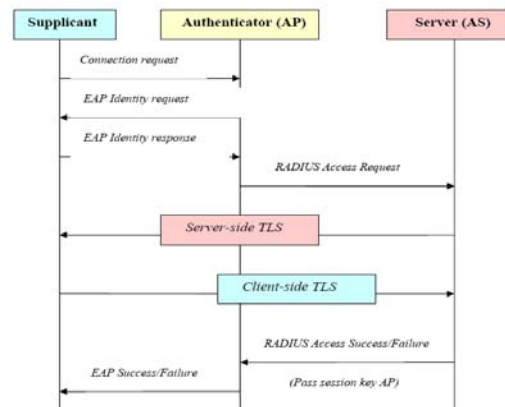 Supplicant
Authenticator (AP)
Server (AS)
Connection request
EAP Identity request
EAP Identity response
RADIUS Access Request
Server-side TLS
Client-side TLS
RADIUS Access Success/Failure
EAP Success/Failure
(Pass session key AP)